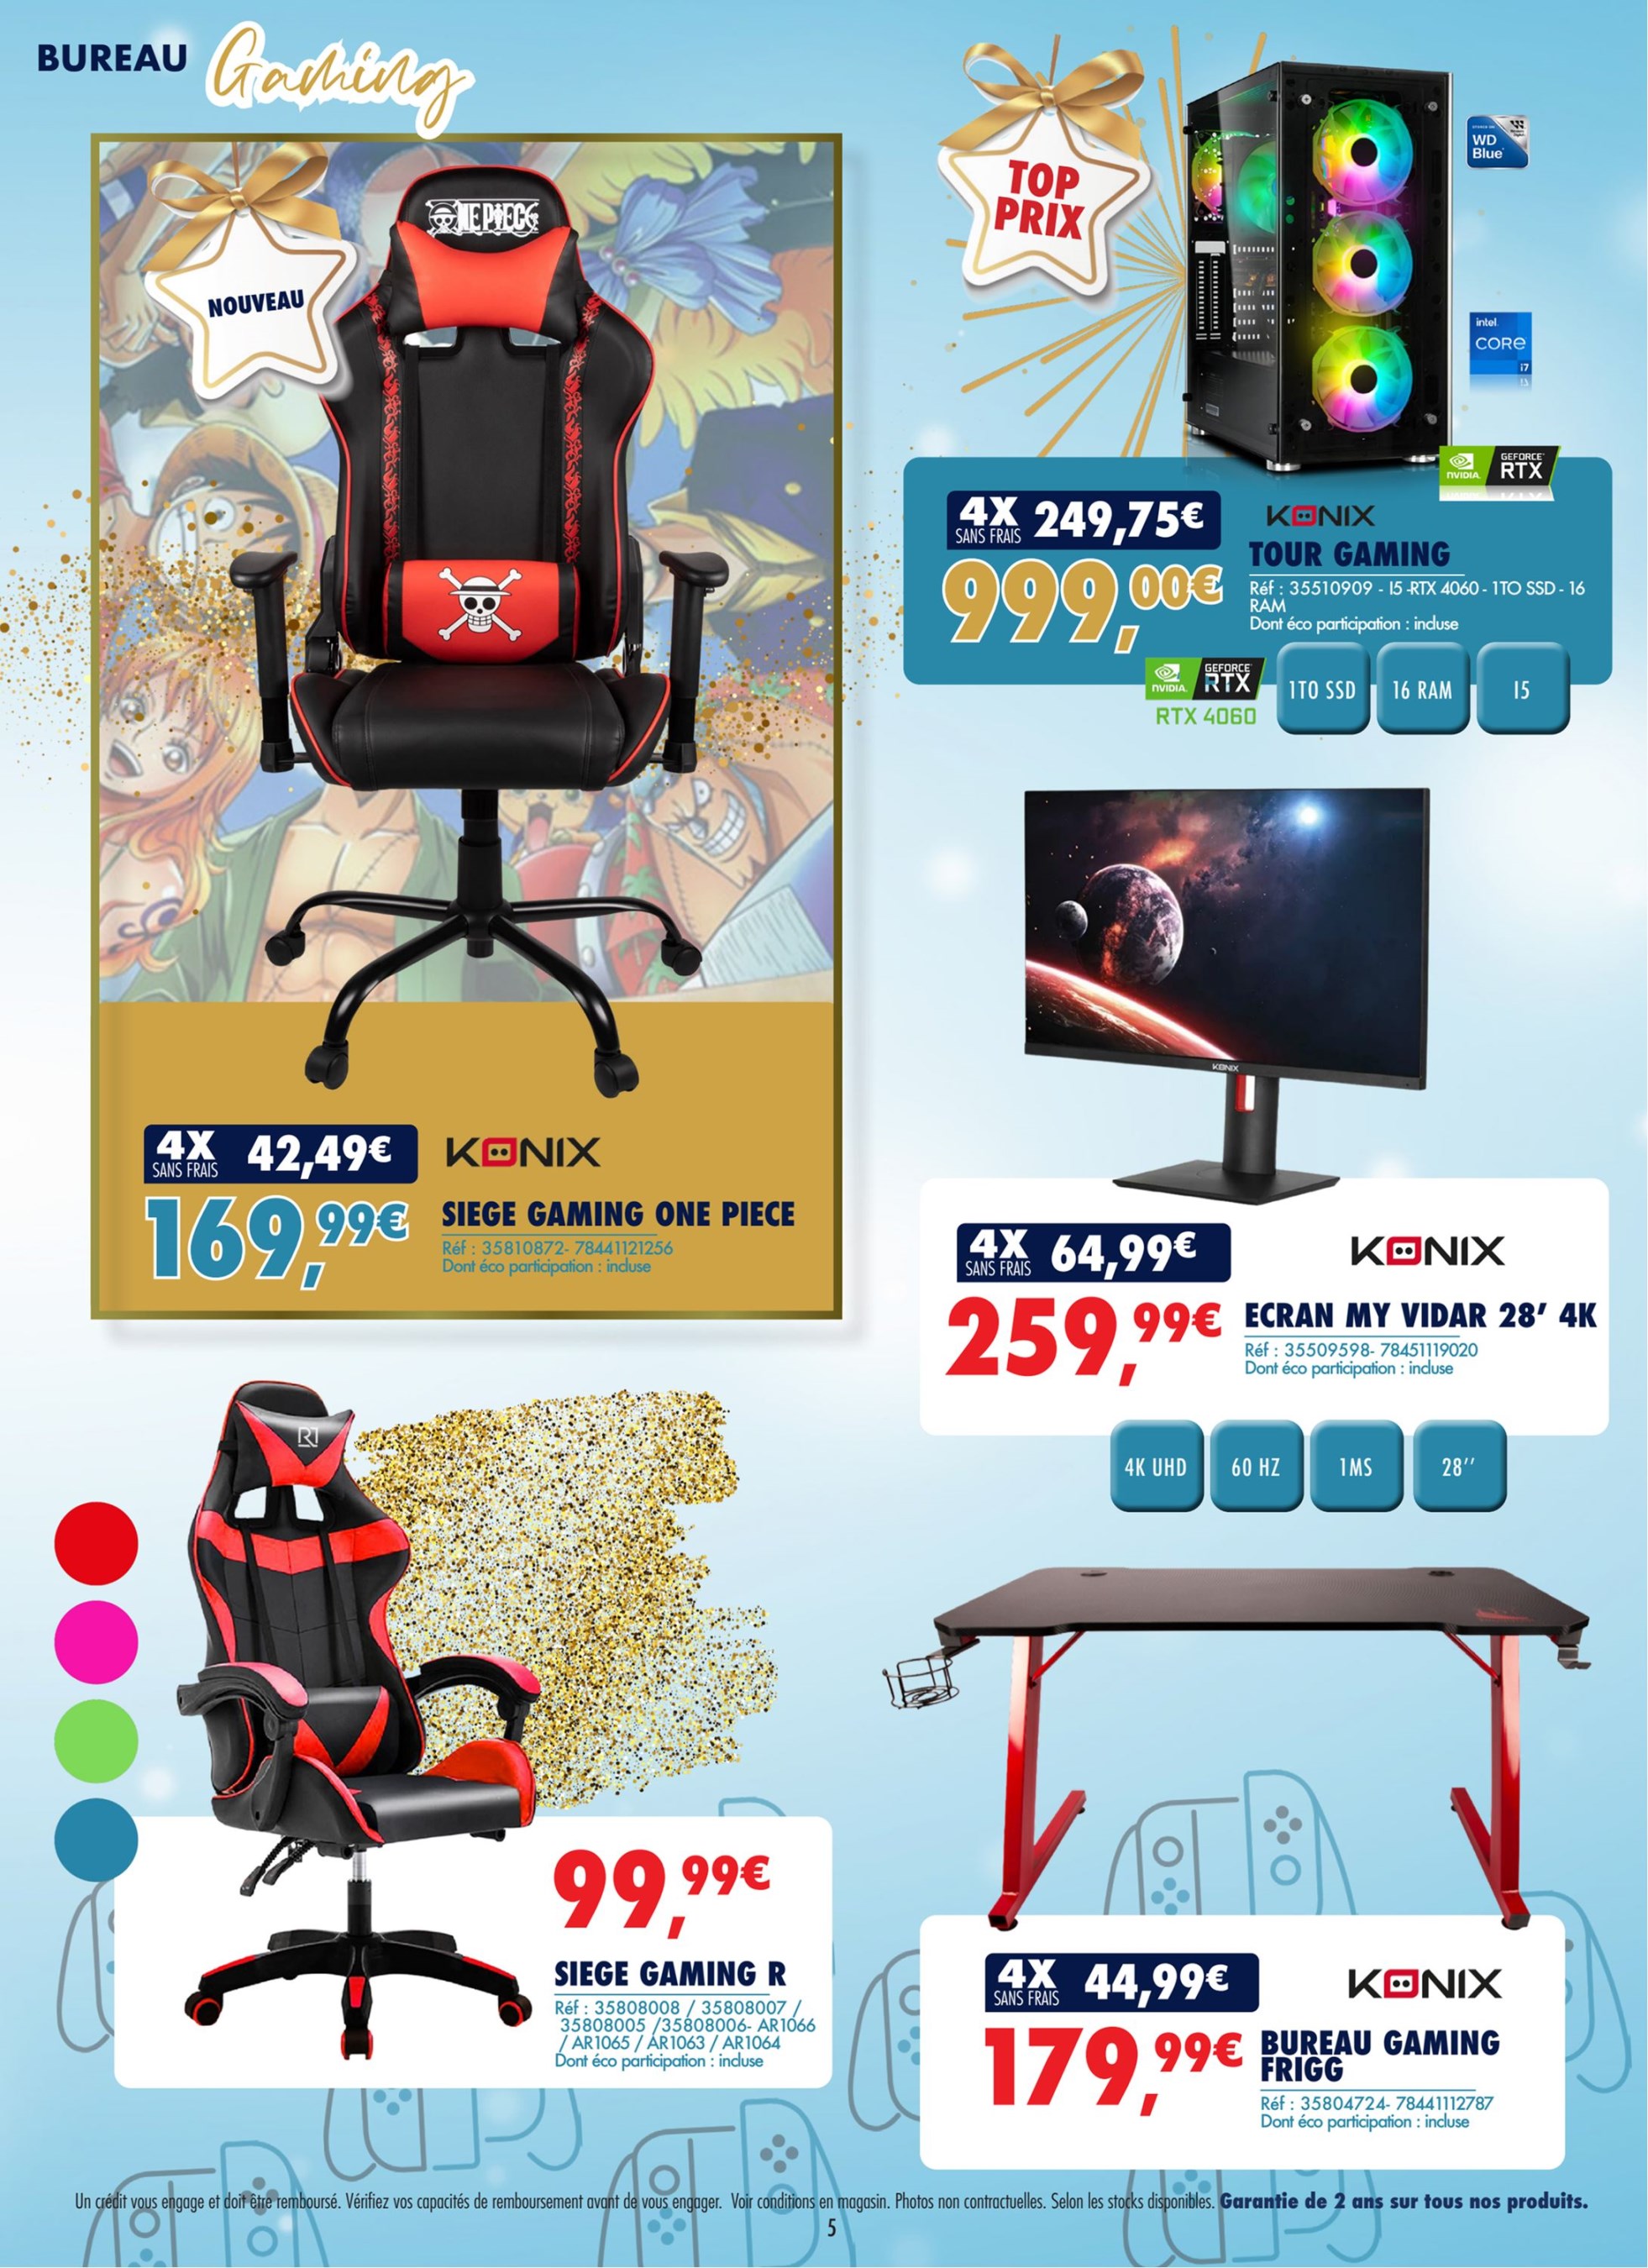 BUREAU Gaming
NOUVEAU
ONE PIECE
4X SANS FRAIS 42,49€
KONIX
169,99€
SIEGE GAMING ONE PIECE
Réf : 35810872- 78441121256
Dont éco participation : incluse
TOP
PRIX
WD
Blue
intel
CORE
i7
NVIDIA GEFORCE RTX
4X SANS FRAIS 249,75€
KONIX
999,00€
TOUR GAMING
Réf : 35510909 - I5 -RTX 4060 - 1TO SSD - 16
RAM
Dont éco participation : incluse
NVIDIA GEFORCE RTX
RTX 4060
1TO SSD
16 RAM
I5
KONIX
4X SANS FRAIS 64,99€
KONIX
259,99€
ECRAN MY VIDAR 28’ 4K
Réf : 35509598- 78451119020
Dont éco participation : incluse
4K UHD
60 HZ
1MS
28’’
99,99€
SIEGE GAMING R
Réf : 35808008 / 35808007 /
35808005 /35808006- AR1066
/ AR1065 / AR1063 / AR1064
Dont éco participation : incluse
4X SANS FRAIS 44,99€
KONIX
179,99€
BUREAU GAMING
FRIGG
Réf : 35804724- 78441112787
Dont éco participation : incluse
Un crédit vous engage et doit être remboursé. Vérifiez vos capacités de remboursement avant de vous engager. Voir conditions en magasin. Photos non contractuelles. Selon les stocks disponibles. Garantie de 2 ans sur tous nos produits.
5